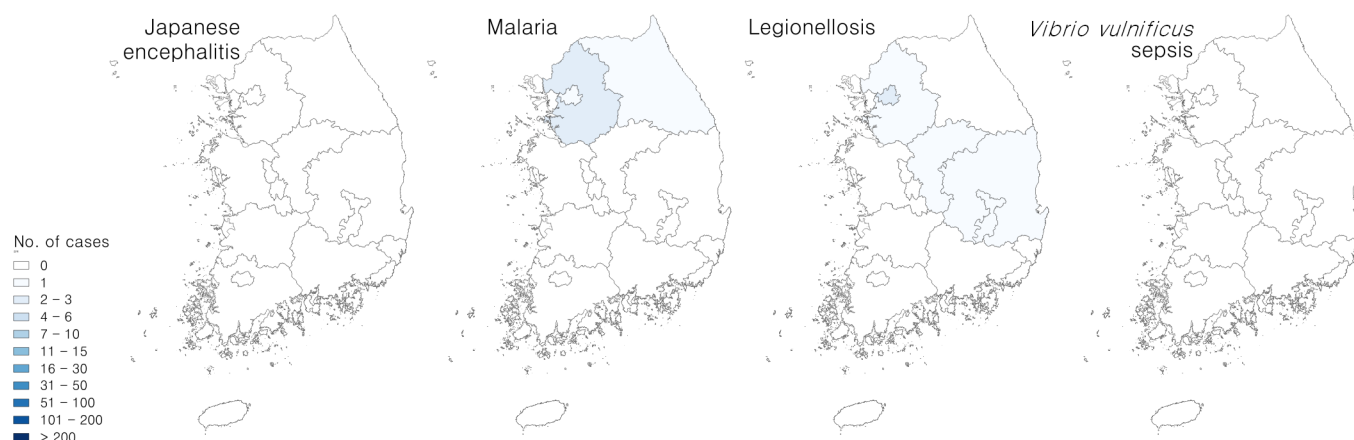 Japanese
encephalitis
Malaria
Legionellosis
Vibrio vulnificus
sepsis
No. of cases
0
1
2 – 3
4 – 6
7 – 10
11 – 15
16 – 30
31 – 50
51 – 100
101 – 200
> 200